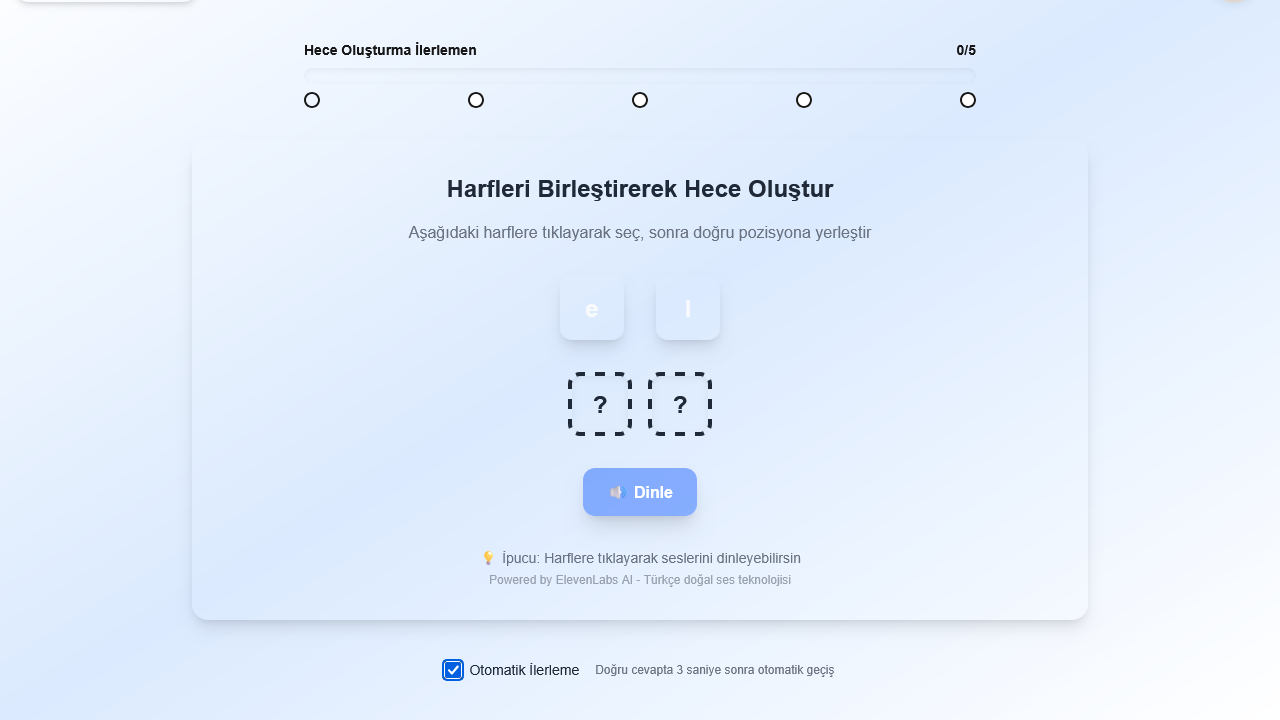 Hece Oluşturma İlerlemen
0/5
Harfleri Birleştirerek Hece Oluştur
Aşağıdaki harflere tıklayarak seç, sonra doğru pozisyona yerleştir
e l
? ?
Dinle
İpucu: Harflere tıklayarak seslerini dinleyebilirsin
Powered by ElevenLabs AI - Türkçe doğal ses teknolojisi
Otomatik İlerleme Doğru cevapta 3 saniye sonra otomatik geçiş